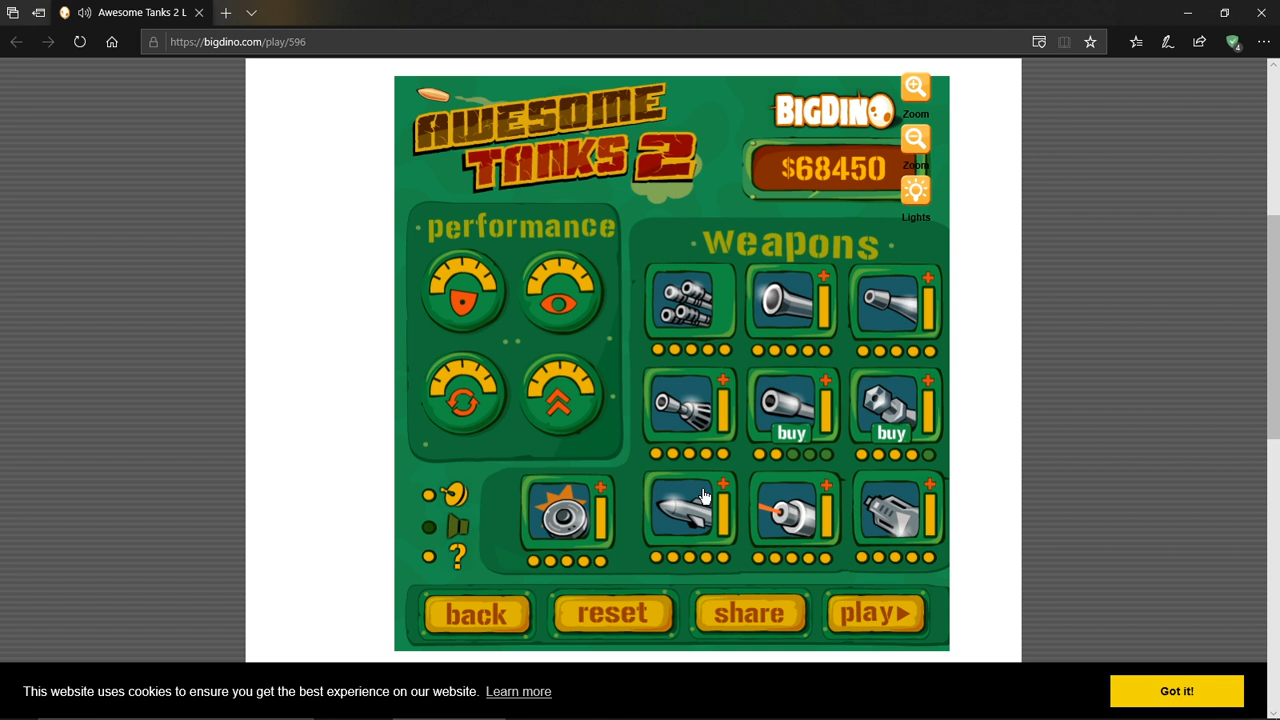 Awesome Tanks 2 L
https://bigdino.com/play/596
4
AWESOME
TANKS 2
BIGDINO
Zoom
$68450
Zoom
Lights
performance
weapons
buy
buy
?
back
reset
share
play
This website uses cookies to ensure you get the best experience on our website. Learn more
Got it!